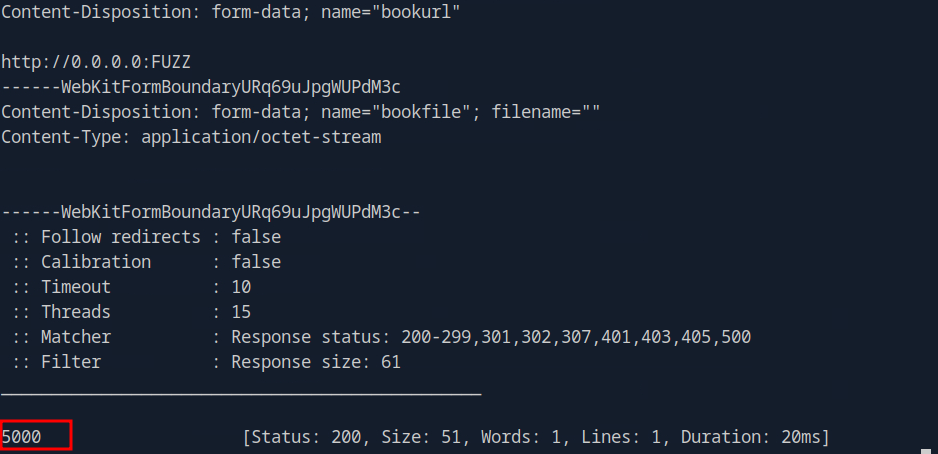 Content-Disposition: form-data; name="bookurl"
http://0.0.0.0:FUZZ
------WebKitFormBoundaryURq69uJpgWUPdM3c
Content-Disposition: form-data; name="bookfile"; filename=""
Content-Type: application/octet-stream
------WebKitFormBoundaryURq69uJpgWUPdM3c--
:: Follow redirects : false
:: Calibration : false
:: Timeout : 10
:: Threads : 15
:: Matcher : Response status: 200-299,301,302,307,401,403,405,500
:: Filter : Response size: 61
________________________________________________
5000 [Status: 200, Size: 51, Words: 1, Lines: 1, Duration: 20ms]